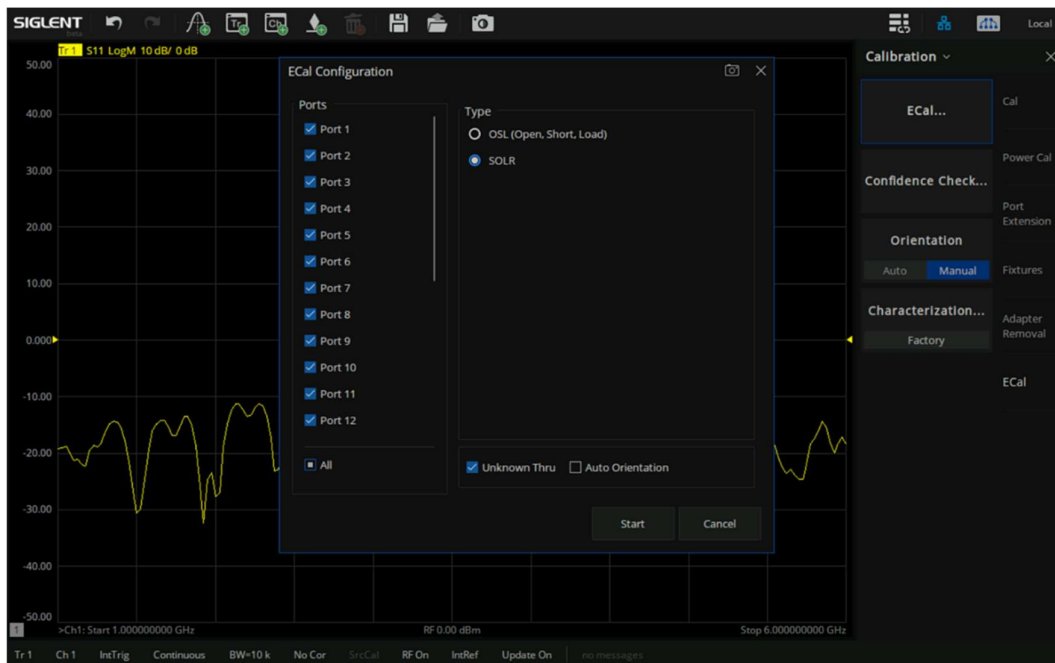 SIGLENT
beta
Tr
Ch
Local
Tr 1 S11 LogM 10 dB/ 0 dB
50.00
40.00
30.00
20.00
10.00
0.000
-10.00
-20.00
-30.00
-40.00
-50.00
ECal Configuration
Ports
Port 1
Port 2
Port 3
Port 4
Port 5
Port 6
Port 7
Port 8
Port 9
Port 10
Port 11
Port 12
All
Type
OSL (Open, Short, Load)
SOLR
Unknown Thru
Auto Orientation
Start
Cancel
Calibration
ECal...
Confidence Check...
Orientation
Auto Manual
Characterization...
Factory
Cal
Power Cal
Port
Extension
Fixtures
Adapter
Removal
ECal
1
>Ch1: Start 1.000000000 GHz RF 0.00 dBm Stop 6.000000000 GHz
Tr 1 Ch 1 IntTrig Continuous BW=10 k No Cor SrcCal RF On IntRef Update On no messages